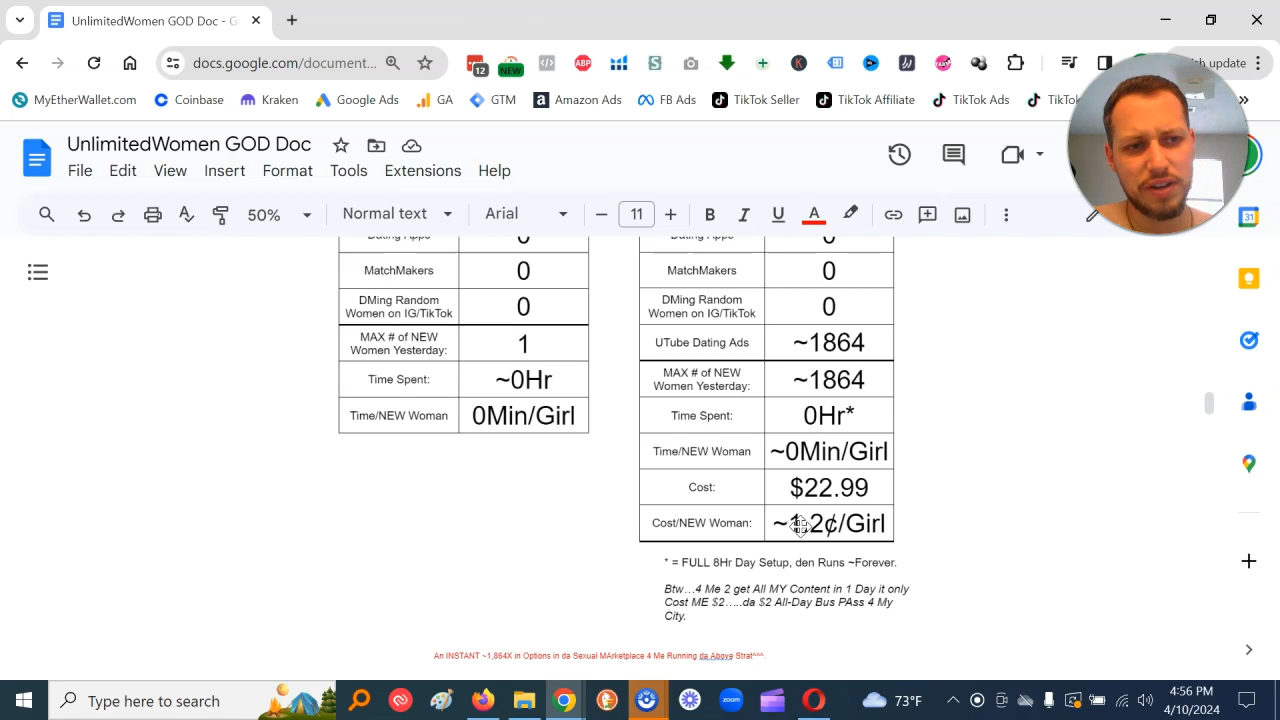 UnlimitedWomen GOD Doc - G
docs.google.com/document...
12
NEW
ABP
K
h update
MyEtherWallet.com
Coinbase
Kraken
Google Ads
GA
GTM
Amazon Ads
FB Ads
TikTok Seller
TikTok Affiliate
TikTok Ads
UnlimitedWomen GOD Doc
File Edit View Insert Format Tools Extensions Help
50%
Normal text
Arial
11
B I U A
31
MatchMakers 0
DMing Random
Women on IG/TikTok 0
MAX # of NEW
Women Yesterday: 1
Time Spent: ~0Hr
Time/NEW Woman 0Min/Girl
MatchMakers 0
DMing Random
Women on IG/TikTok 0
UTube Dating Ads ~1864
MAX # of NEW
Women Yesterday: ~1864
Time Spent: 0Hr*
Time/NEW Woman ~0Min/Girl
Cost: $22.99
Cost/NEW Woman: ~1.2¢/Girl
* = FULL 8Hr Day Setup, den Runs ~Forever.
Btw…4 Me 2 get All MY Content in 1 Day it only
Cost ME $2…..da $2 All-Day Bus PAss 4 My
City.
An INSTANT ~1,864X in Options in da Sexual MArketplace 4 Me Running da Above Strat^^^.
Type here to search
zoom
73°F
4:56 PM
4/10/2024